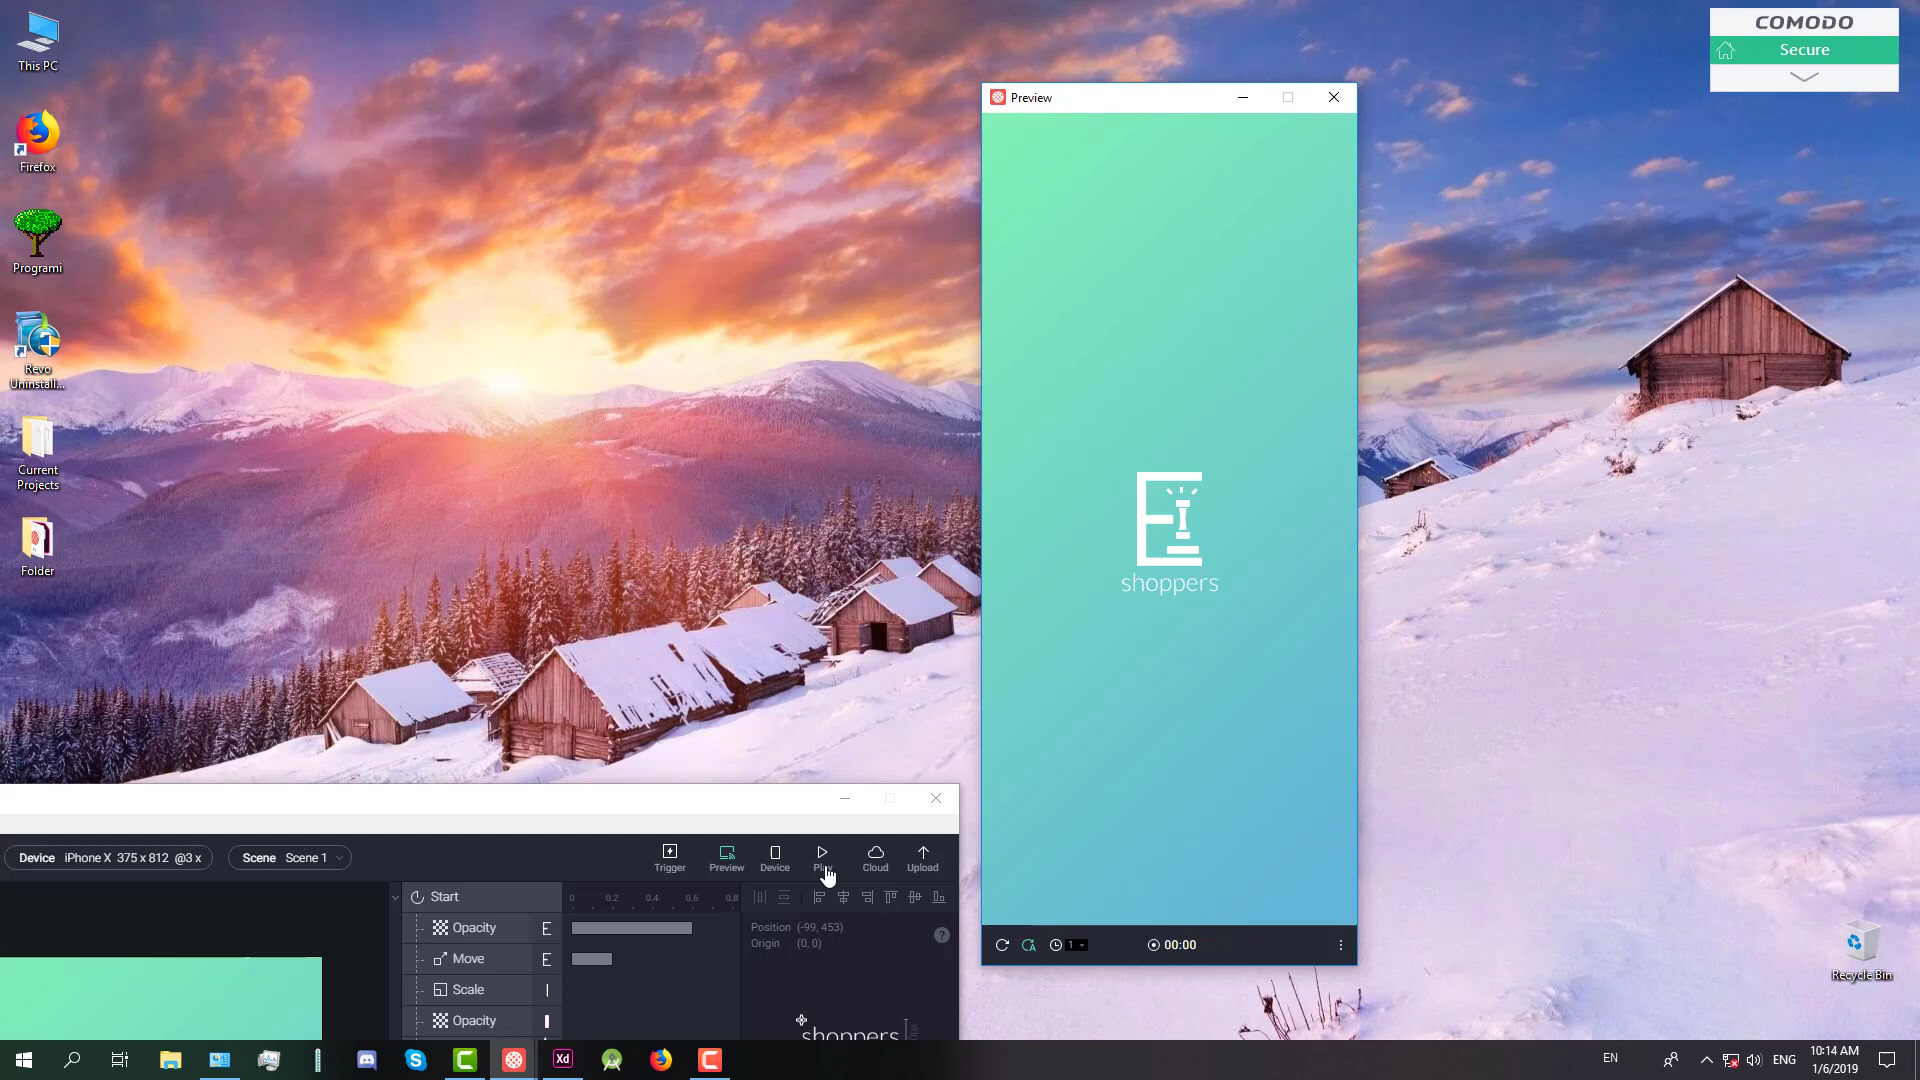 This PC
Firefox
Programi
Revo
Uninstall...
Current
Projects
Folder
COMODO
Secure
Preview
E
shoppers
1
00:00
Device iPhone X 375 x 812 @3 x
Scene Scene 1
Trigger
Preview
Device
Play
Cloud
Upload
Start
0 0.2 0.4 0.6 0.8
Opacity
Move
Scale
Opacity
Position (-99, 453)
Origin (0, 0)
?
shoppers
Recycle Bin
Xd
EN
ENG
10:14 AM
1/6/2019